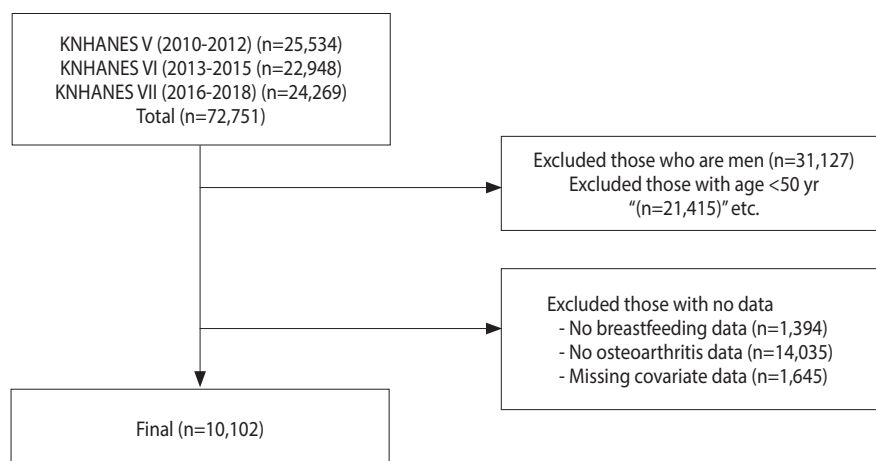 KNHANES V (2010-2012) (n=25,534)
KNHANES VI (2013-2015 (n=22,948)
KNHANES VII (2016-2018) (n=24,269)
Total (n=72,751)
Excluded those who are men (n=31,127)
Excluded those with age <50 yr
“(n=21,415)” etc.
Excluded those with no data
- No breastfeeding data (n=1,394)
- No osteoarthritis data (n=14,035)
- Missing covariate data (n=1,645)
Final (n=10,102)